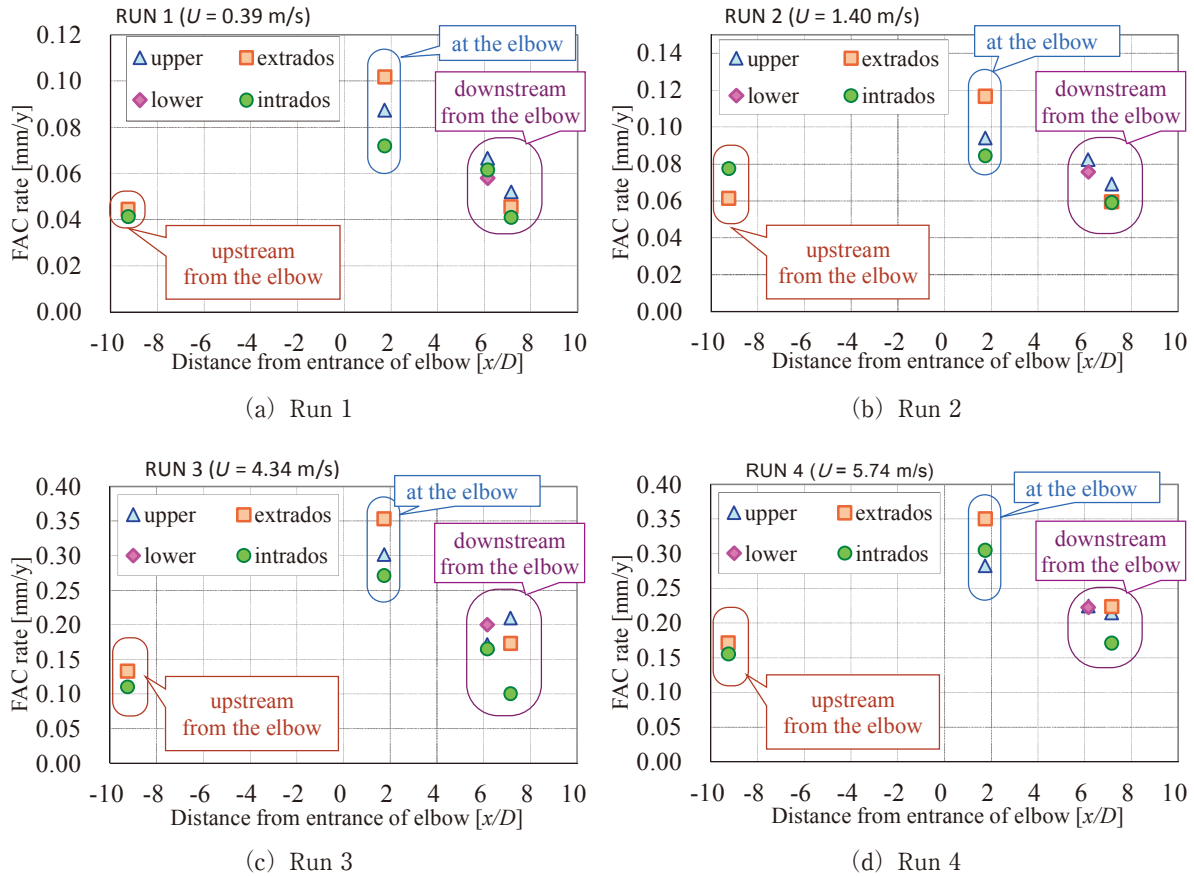 RUN 1 (U = 0.39 m/s)
FAC rate [mm/y]
0.12
0.10
0.08
0.06
0.04
0.02
0.00
upper
extrados
lower
intrados
at the elbow
downstream
from the elbow
upstream
from the elbow
-10 -8 -6 -4 -2 0 2 4 6 8 10
Distance from entrance of elbow [x/D]
(a) Run 1
RUN 2 (U = 1.40 m/s)
FAC rate [mm/y]
0.14
0.12
0.10
0.08
0.06
0.04
0.02
0.00
upper
extrados
lower
intrados
at the elbow
downstream
from the elbow
upstream
from the elbow
-10 -8 -6 -4 -2 0 2 4 6 8 10
Distance from entrance of elbow [x/D]
(b) Run 2
RUN 3 (U = 4.34 m/s)
FAC rate [mm/y]
0.40
0.35
0.30
0.25
0.20
0.15
0.10
0.05
0.00
upper
extrados
lower
intrados
at the elbow
downstream
from the elbow
upstream
from the elbow
-10 -8 -6 -4 -2 0 2 4 6 8 10
Distance from entrance of elbow [x/D]
(c) Run 3
RUN 4 (U = 5.74 m/s)
FAC rate [mm/y]
0.40
0.35
0.30
0.25
0.20
0.15
0.10
0.05
0.00
upper
extrados
lower
intrados
at the elbow
downstream
from the elbow
upstream
from the elbow
-10 -8 -6 -4 -2 0 2 4 6 8 10
Distance from entrance of elbow [x/D]
(d) Run 4